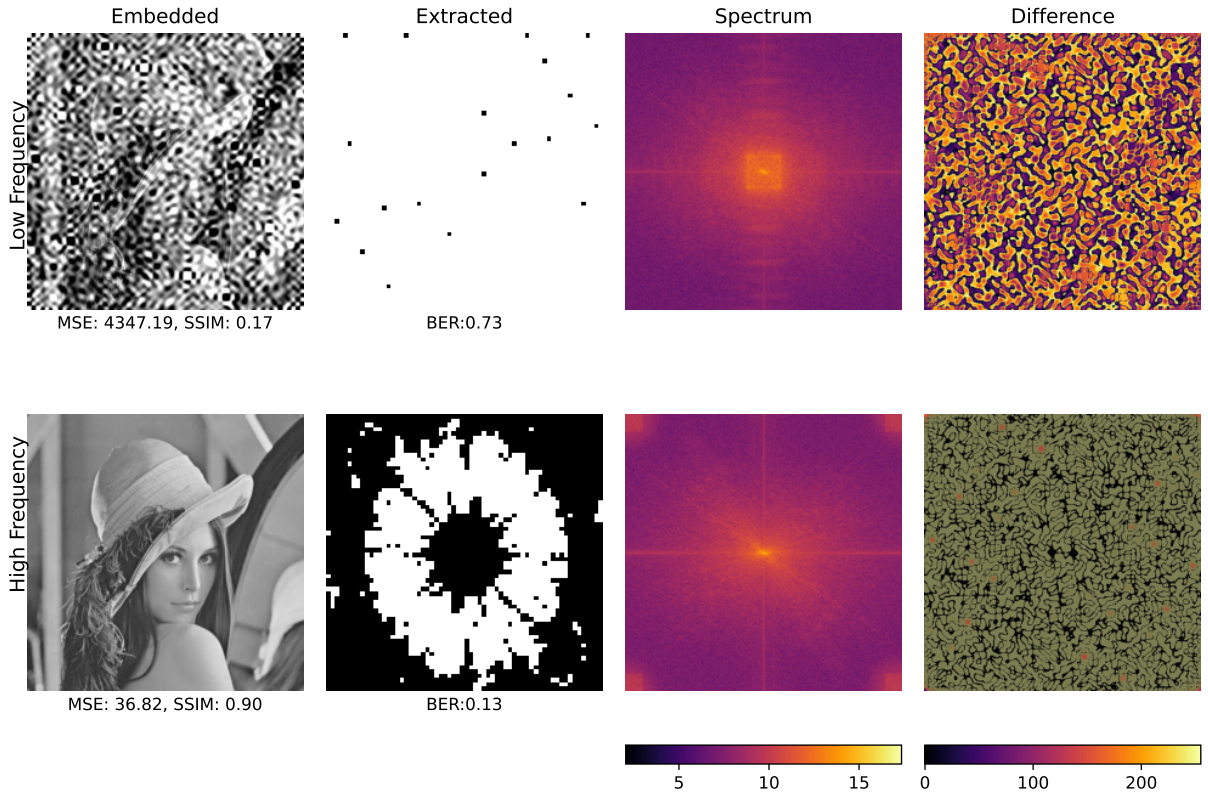 Embedded Extracted Spectrum Difference
Low Frequency
MSE: 4347.19, SSIM: 0.17 BER:0.73
High Frequency
MSE: 36.82, SSIM: 0.90 BER:0.13
5 10 15 0 100 200